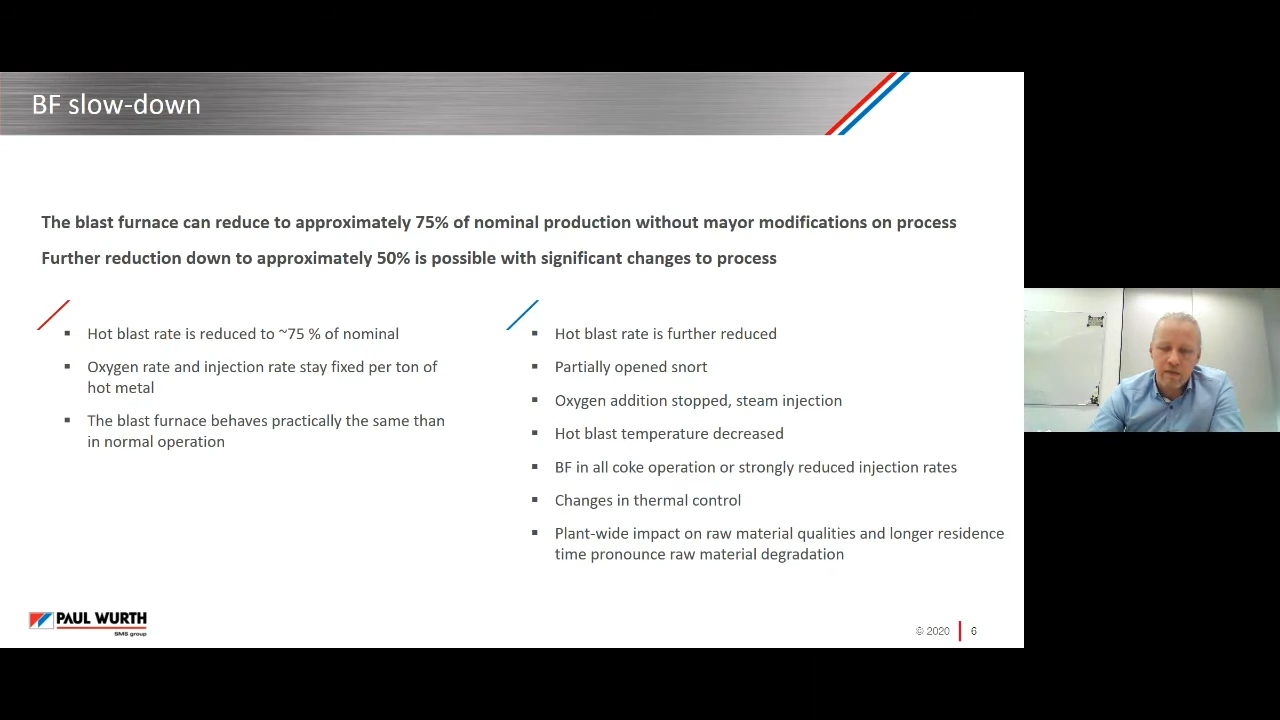 BF slow-down
The blast furnace can reduce to approximately 75% of nominal production without mayor modifications on process
Further reduction down to approximately 50% is possible with significant changes to process
▪ Hot blast rate is reduced to ~75 % of nominal
▪ Oxygen rate and injection rate stay fixed per ton of
hot metal
▪ The blast furnace behaves practically the same than
in normal operation
▪ Hot blast rate is further reduced
▪ Partially opened snort
▪ Oxygen addition stopped, steam injection
▪ Hot blast temperature decreased
▪ BF in all coke operation or strongly reduced injection rates
▪ Changes in thermal control
▪ Plant-wide impact on raw material qualities and longer residence
time pronounce raw material degradation
PAUL WURTH
SMS group
© 2020 6